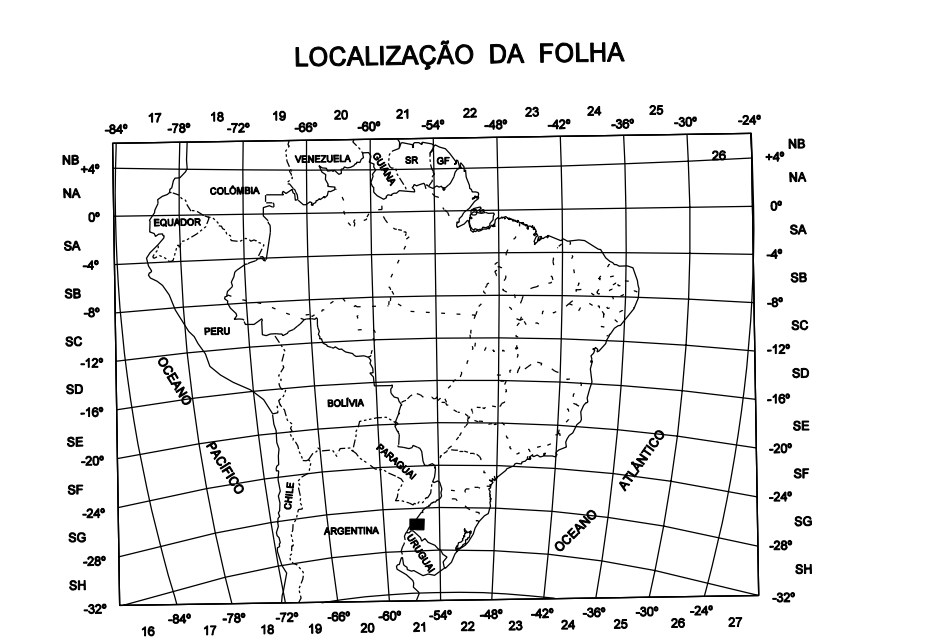 LOCALIZAÇÃO DA FOLHA
17 18 19 20 21 22 23 24 25
-84° -78° -72° -66° -60° -54° -48° -42° -36° -30° -24°
NB NB
+4° +4°
26
VENEZUELA GUIANA SR GF
NA NA
COLÔMBIA
0° 0°
EQUADOR
SA SA
-4° -4°
SB SB
-8° -8°
PERU
SC SC
-12° -12°
OCEANO
SD SD
-16° -16°
BOLÍVIA
SE SE
-20° -20°
PACÍFICO
PARAGUAI
ATLÂNTICO
SF SF
CHILE
-24° -24°
ARGENTINA
OCEANO
SG SG
URUGUAI
-28° -28°
SH SH
-32° -32°
-84° -78° -72° -66° -60° -54° -48° -42° -36° -30° -24°
16 17 18 19 20 21 22 23 24 25 26 27